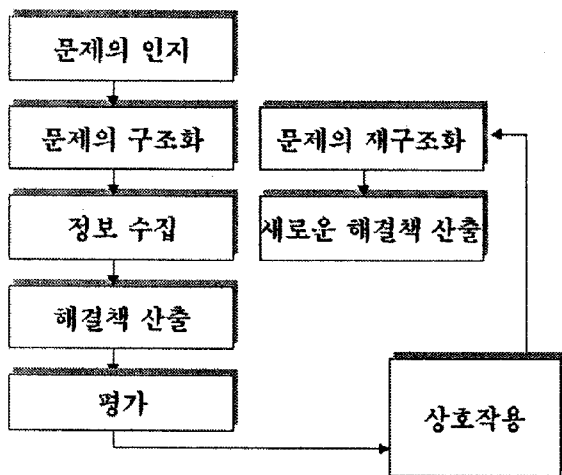 문제의 인지
문제의 구조화
정보 수집
해결책 산출
평가
문제의 재구조화
새로운 해결책 산출
상호작용